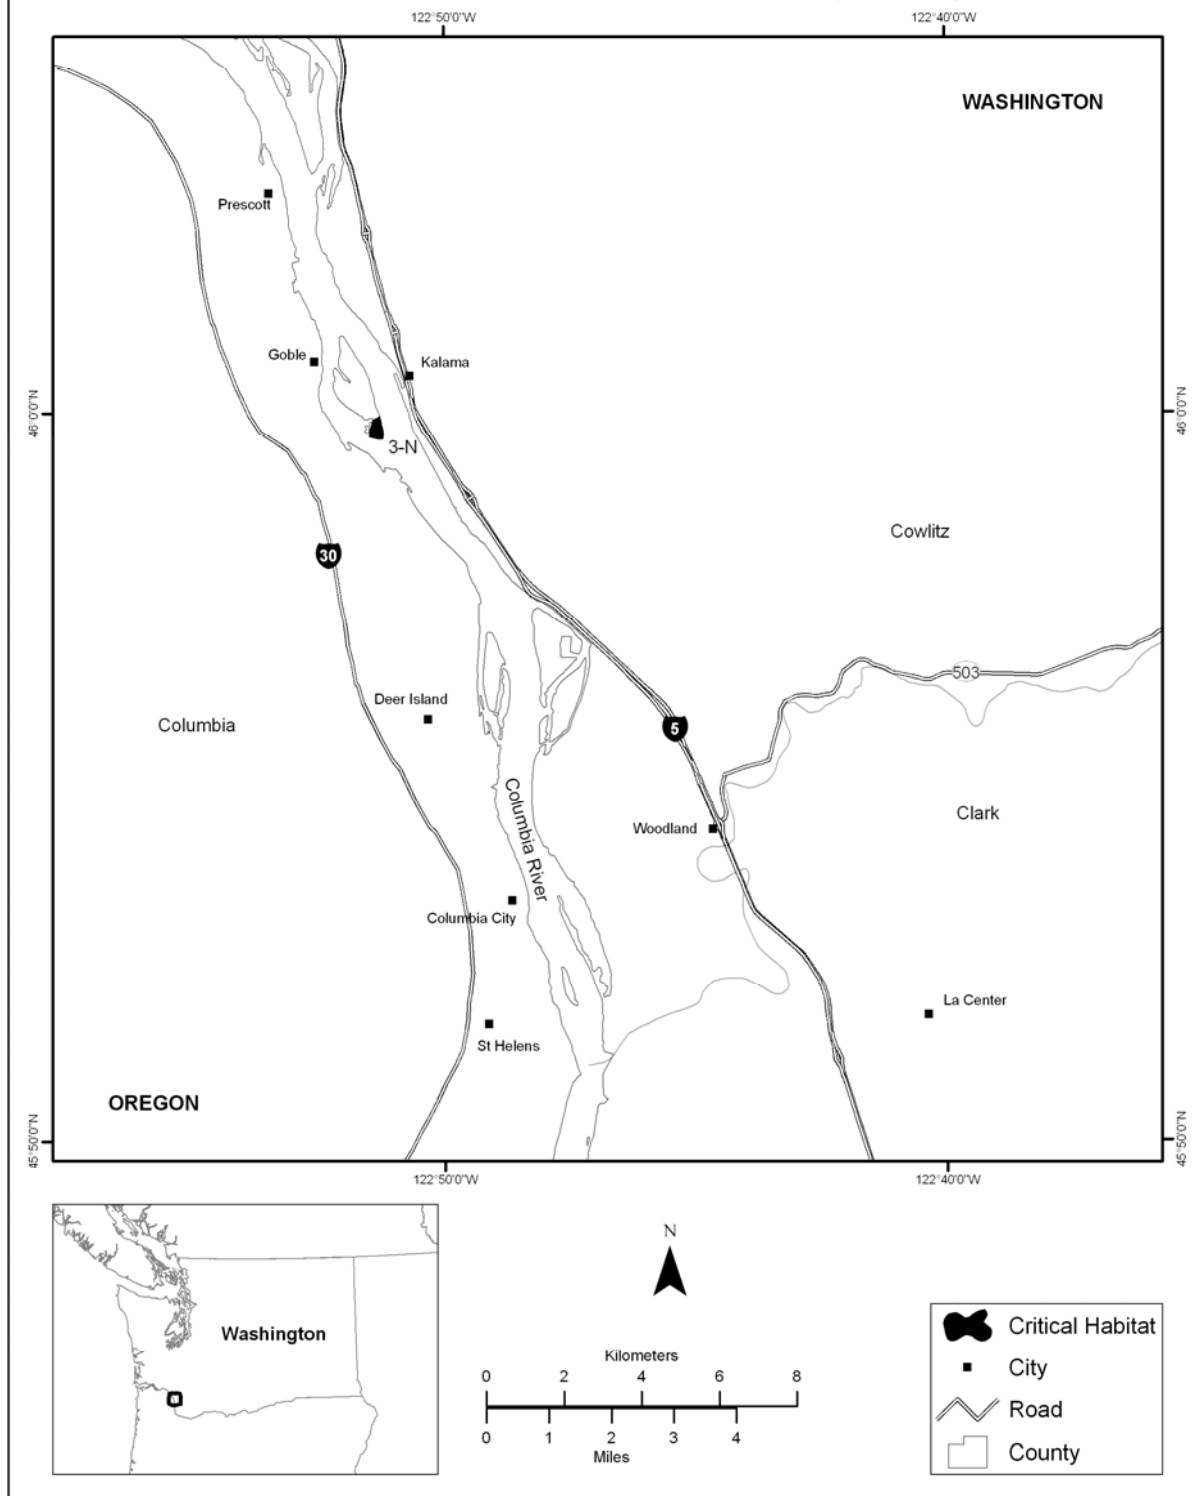 122°50'0"W 122°40'0"W
WASHINGTON
Prescott
Goble
Kalama
46°0'0"N 46°0'0"N
3-N
Cowlitz
30
503
Deer Island
Columbia
5
Columbia River
Clark
Woodland
Columbia City
La Center
St Helens
OREGON
45°50'0"N 45°50'0"N
122°50'0"W 122°40'0"W
N
Washington
Kilometers
0 2 4 6 8
0 1 2 3 4
Miles
Critical Habitat
City
Road
County